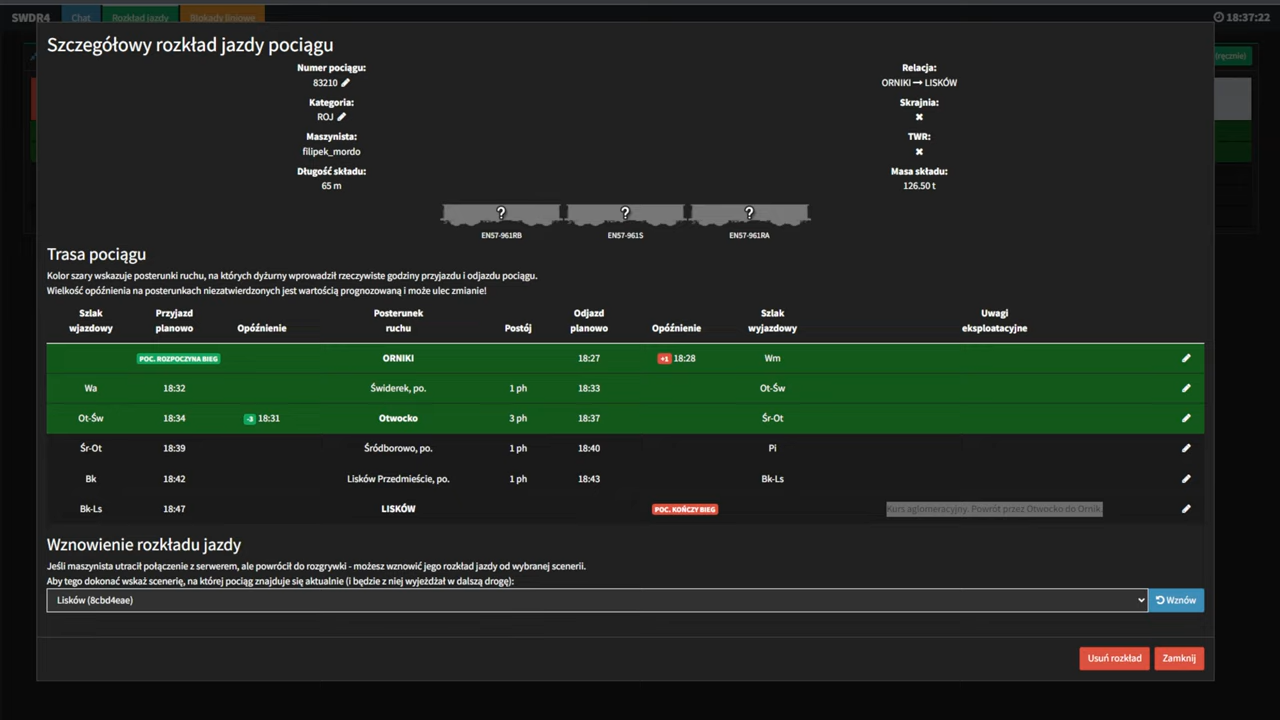 SWDR4 Chat Rozkład jazdy Blokady liniowe 18:37:22
Szczegółowy rozkład jazdy pociągu
(ręcznie)
Numer pociągu: Relacja:
83210 ORNIKI → LISKÓW
Kategoria: Skrajnia:
ROJ ✖
Maszynista: TWR:
filipek_mordo ✖
Długość składu: Masa składu:
65 m 126.50 t
? ? ?
EN57-961RB EN57-961S EN57-961RA
Trasa pociągu
Kolor szary wskazuje posterunki ruchu, na których dyżurny wprowadził rzeczywiste godziny przyjazdu i odjazdu pociągu.
Wielkość opóźnienia na posterunkach niezatwierdzonych jest wartością prognozowaną i może ulec zmianie!
Szlak Przyjazd Posterunek Odjazd Szlak Uwagi
wjazdowy planowo Opóźnienie ruchu Postój planowo Opóźnienie wyjazdowy eksploatacyjne
POC. ROZPOCZYNA BIEG ORNIKI 18:27 +1 18:28 Wm
Wa 18:32 Świderek, po. 1 ph 18:33 Ot-Św
Ot-Św 18:34 -3 18:31 Otwocko 3 ph 18:37 Śr-Ot
Śr-Ot 18:39 Śródborowo, po. 1 ph 18:40 Pi
Bk 18:42 Lisków Przedmieście, po. 1 ph 18:43 Bk-Ls
Bk-Ls 18:47 LISKÓW POC. KOŃCZY BIEG Kurs aglomeracyjny. Powrót przez Otwocko do Ornik.
Wznowienie rozkładu jazdy
Jeśli maszynista utracił połączenie z serwerem, ale powrócił do rozgrywki - możesz wznowić jego rozkład jazdy od wybranej scenerii.
Aby tego dokonać wskaż scenerię, na której pociąg znajduje się aktualnie (i będzie z niej wyjeżdżał w dalszą drogę):
Lisków (8cbd4eae) Wznów
Usuń rozkład Zamknij